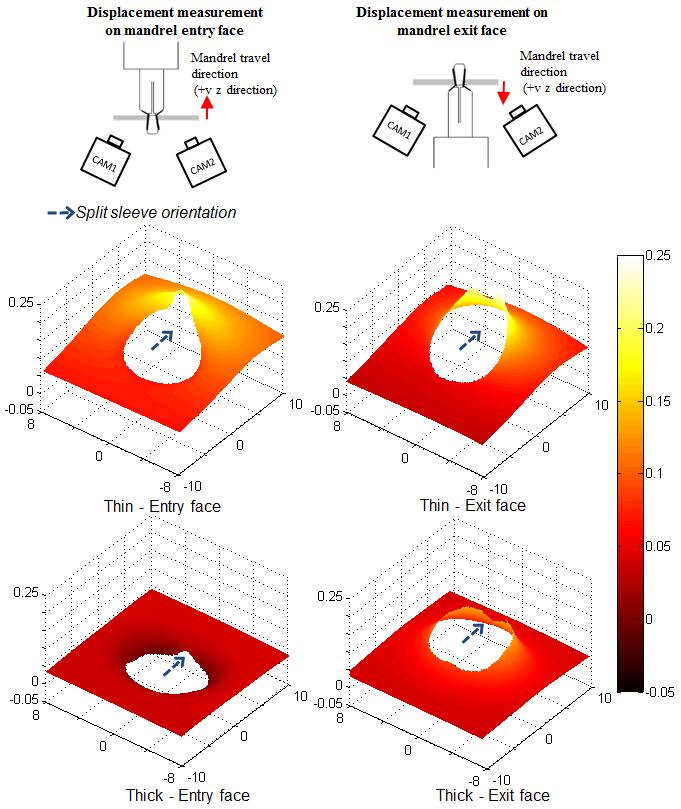 Displacement measurement
on mandrel entry face
Displacement measurement on
mandrel exit face
Mandrel travel
direction
(+v z direction)
Mandrel travel
direction
(+v z direction)
CAM1
CAM2
CAM1
CAM2
Split sleeve orientation
0.25
0
-0.05
8
0
-8
-10
0
10
Thin - Entry face
0.25
0
-0.05
8
0
-8
-10
0
10
Thin - Exit face
0.25
0
-0.05
8
0
-8
-10
0
10
Thick - Entry face
0.25
0
-0.05
8
0
-8
-10
0
10
Thick - Exit face
0.25
0.2
0.15
0.1
0.05
0
-0.05